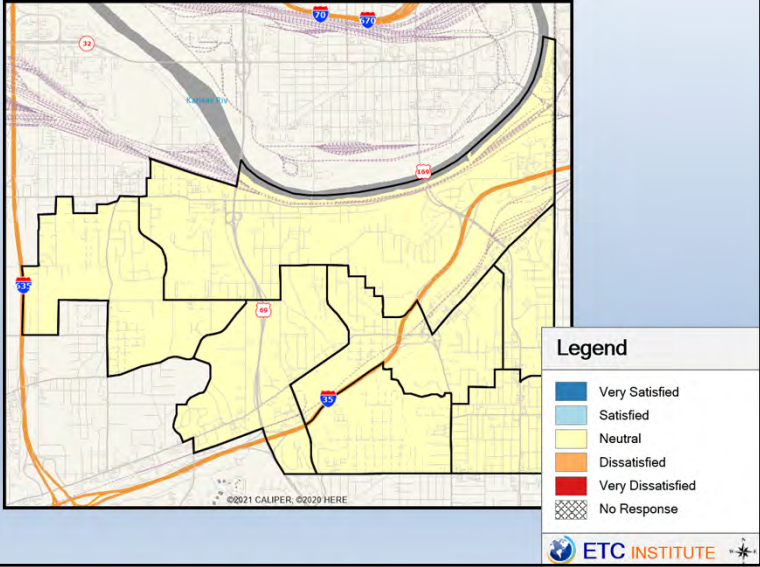 70
670
32
Kansas Riv
169
635
69
35
©2021 CALIPER, ©2020 HERE
Legend
Very Satisfied
Satisfied
Neutral
Dissatisfied
Very Dissatisfied
No Response
ETC INSTITUTE